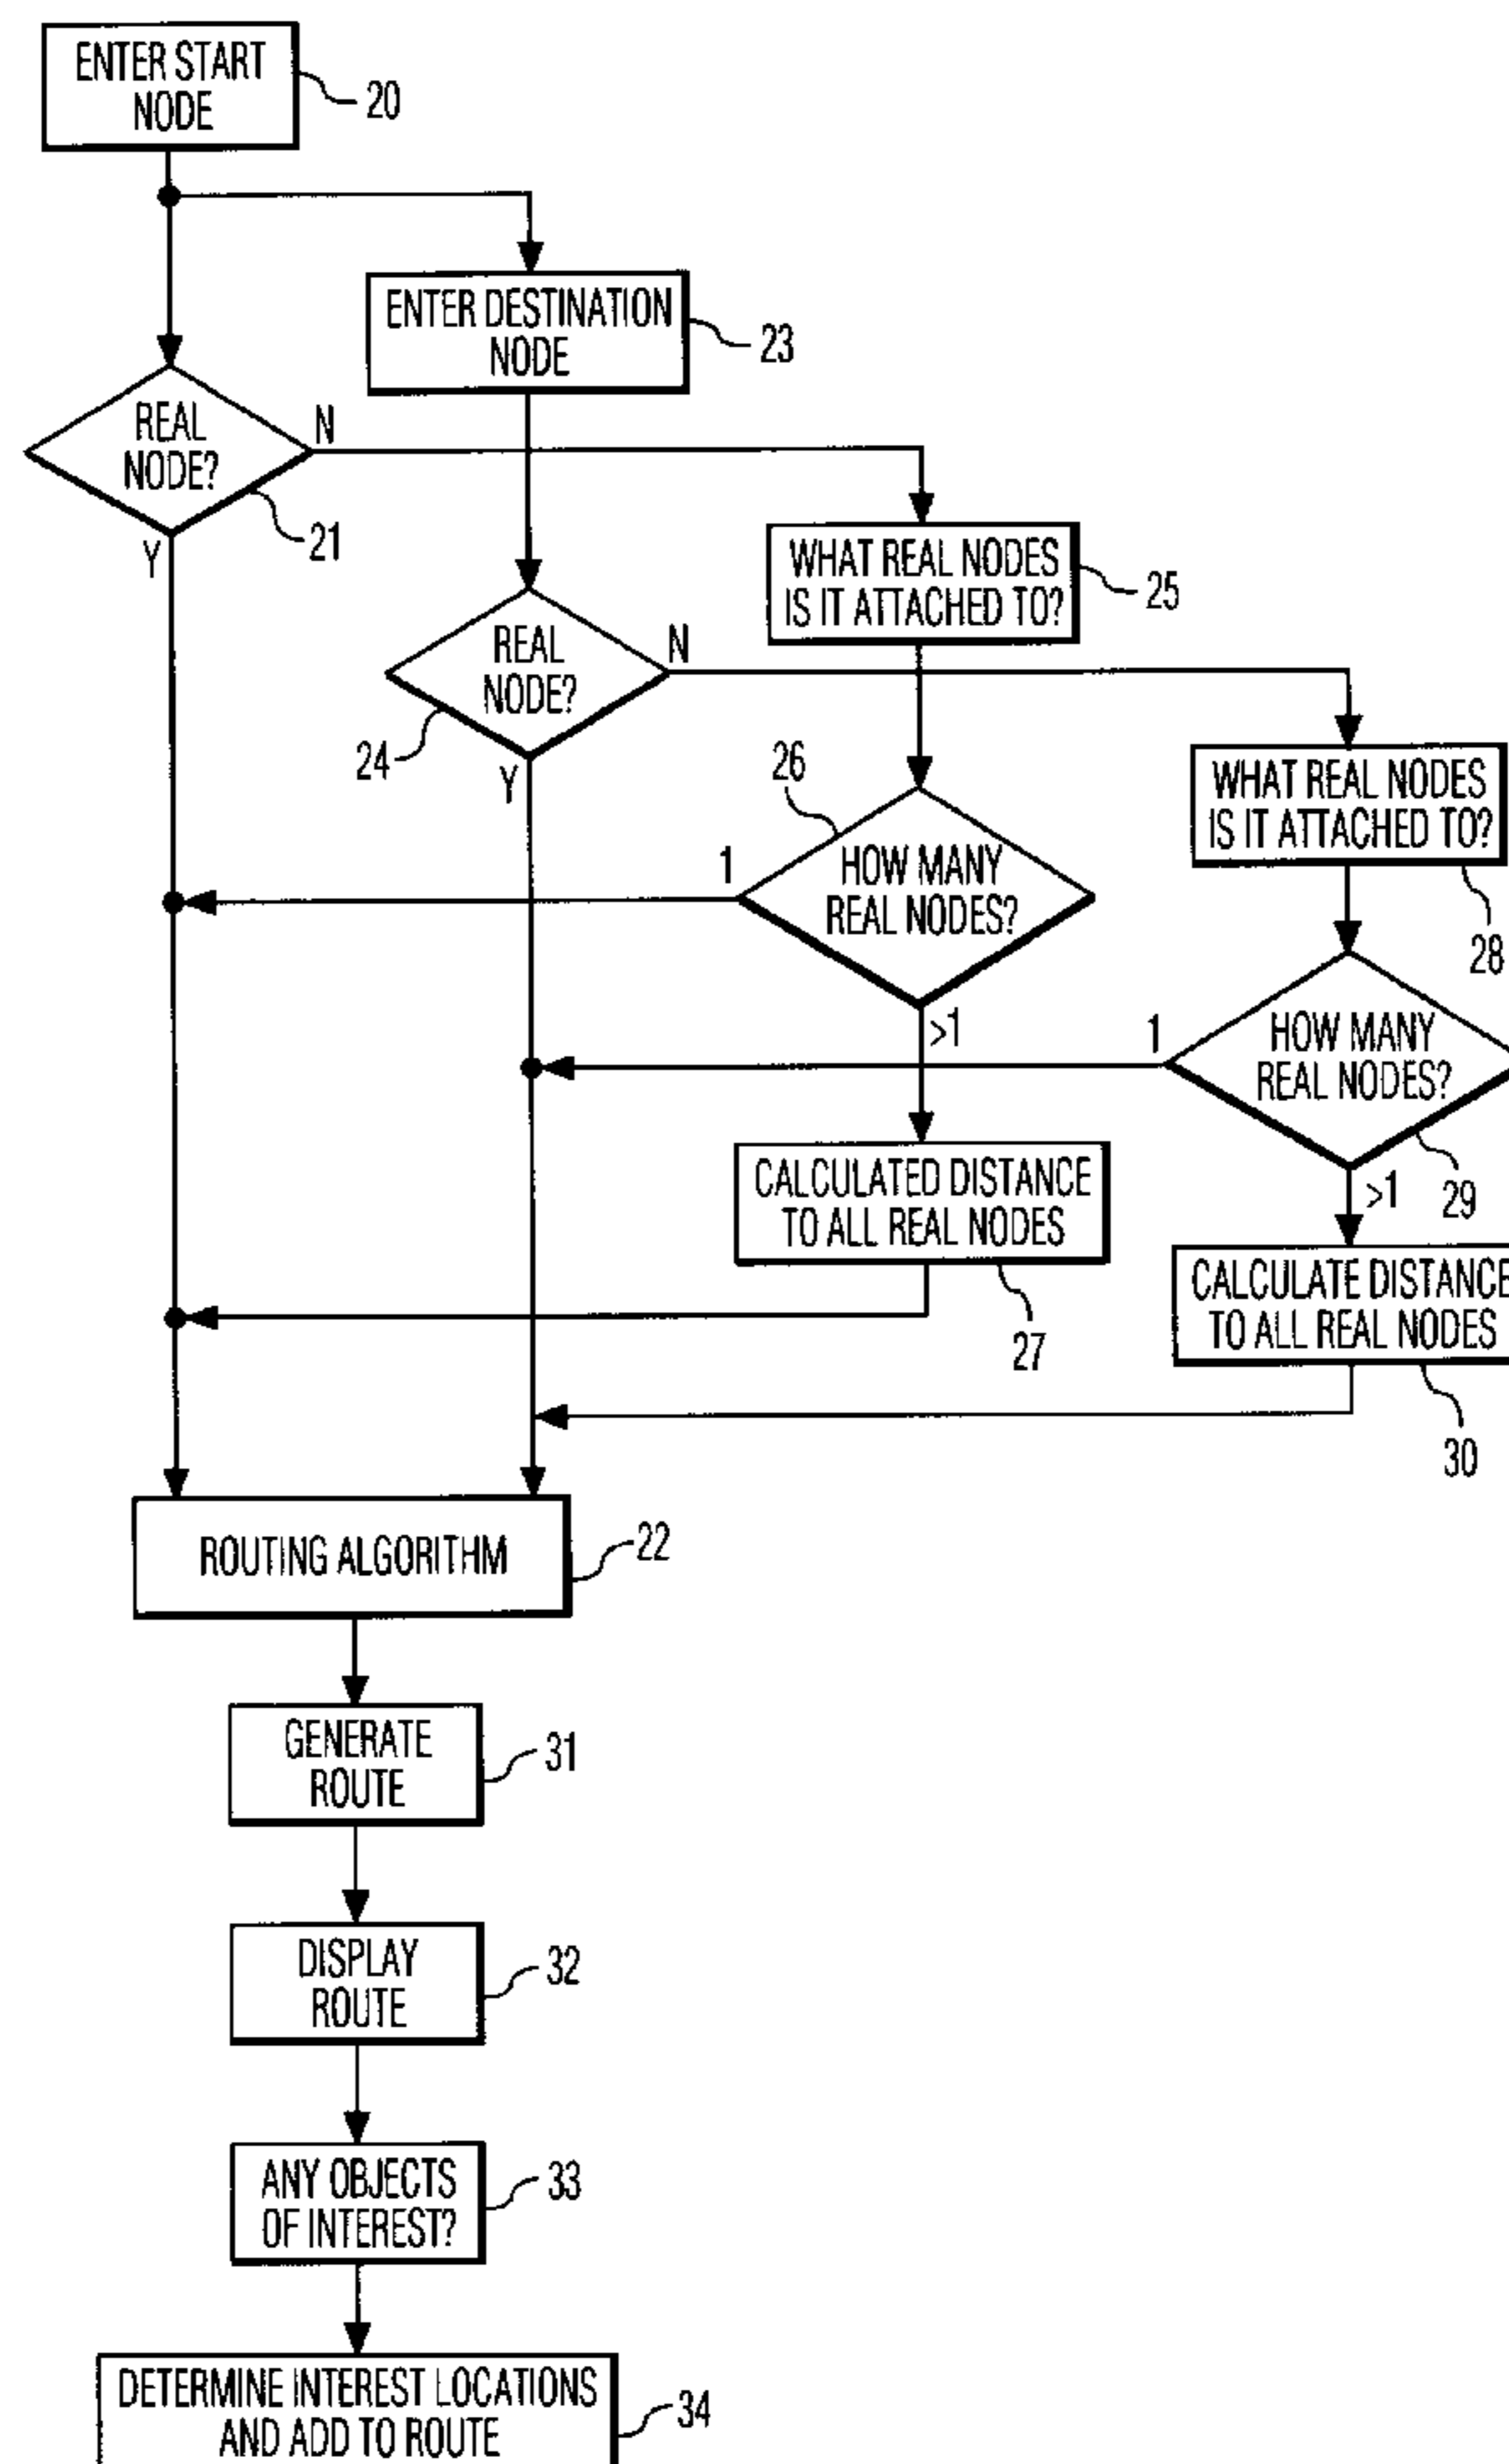 ENTER START
NODE
20
ENTER DESTINATION
NODE
23
REAL
NODE?
N
21
Y
WHAT REAL NODES
IS IT ATTACHED TO?
25
REAL
NODE?
N
24
Y
WHAT REAL NODES
IS IT ATTACHED TO?
28
26
HOW MANY
REAL NODES?
1
>1
HOW MANY
REAL NODES?
1
>1
29
CALCULATED DISTANCE
TO ALL REAL NODES
27
CALCULATE DISTANCE
TO ALL REAL NODES
30
ROUTING ALGORITHM
22
GENERATE
ROUTE
31
DISPLAY
ROUTE
32
ANY OBJECTS
OF INTEREST?
33
DETERMINE INTEREST LOCATIONS
AND ADD TO ROUTE
34